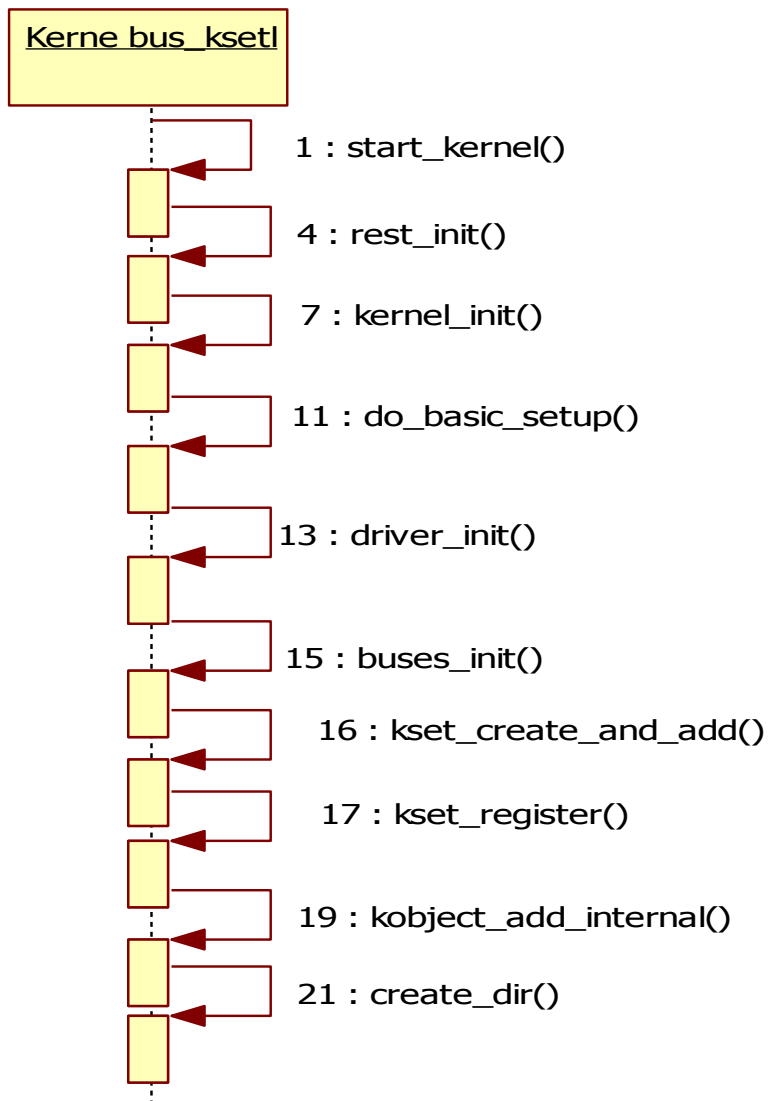 Kerne bus_ksetl
1 : start_kernel()
4 : rest_init()
7 : kernel_init()
11 : do_basic_setup()
13 : driver_init()
15 : buses_init()
16 : kset_create_and_add()
17 : kset_register()
19 : kobject_add_internal()
21 : create_dir()